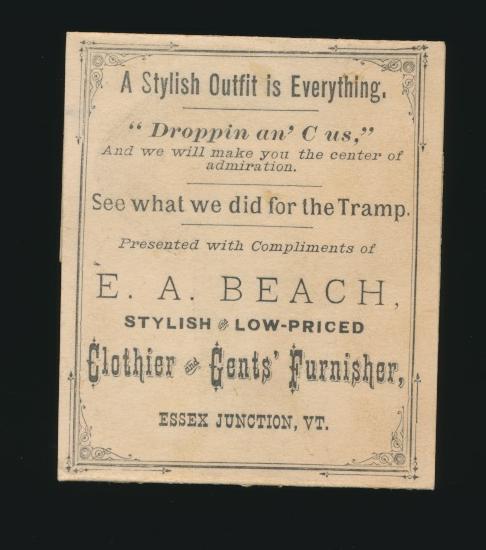 A Stylish Outfit is Everything.
“Droppin an’ C us,”
And we will make you the center of
admiration.
See what we did for the Tramp.
Presented with Compliments of
E. A. BEACH,
STYLISH and LOW-PRICED
Clothier and Gents’ Furnisher,
ESSEX JUNCTION, VT.